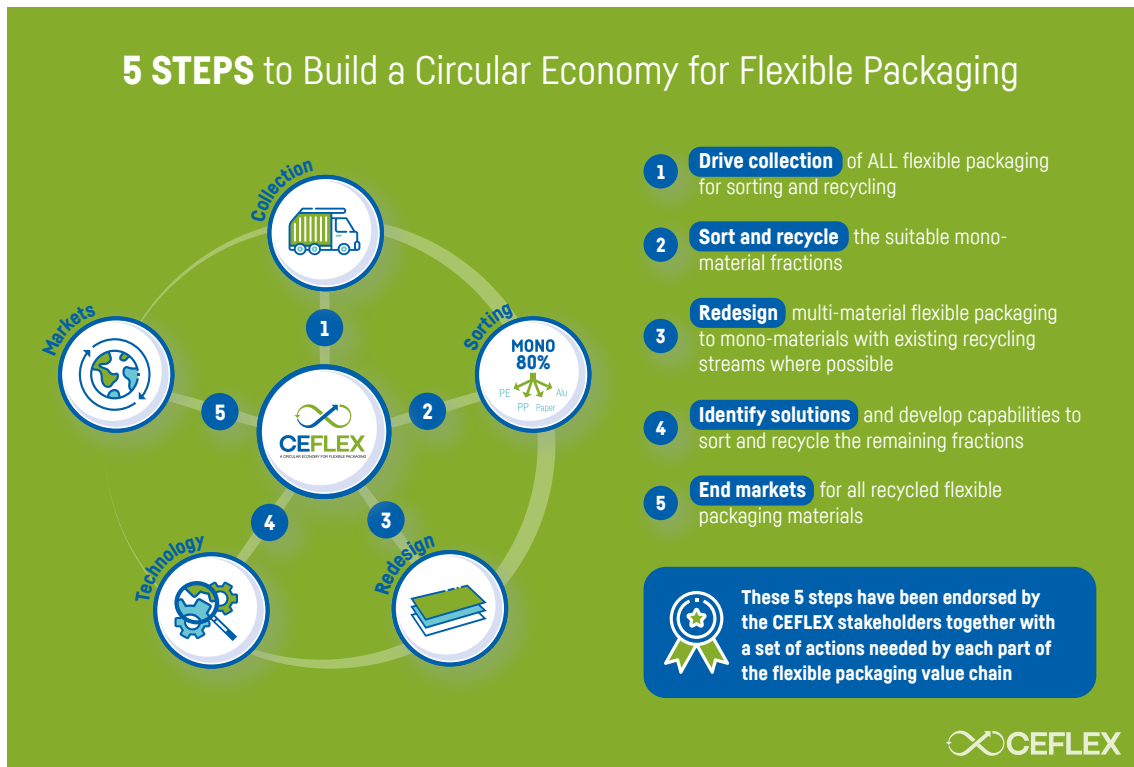 5 STEPS to Build a Circular Economy for Flexible Packaging
Collection
Markets
Sorting
Technology
Redesign
1
2
3
4
5
MONO
80%
PE
PP
Paper
Alu
CEFLEX
A CIRCULAR ECONOMY FOR FLEXIBLE PACKAGING
1
Drive collection of ALL flexible packaging
for sorting and recycling
2
Sort and recycle the suitable mono-
material fractions
3
Redesign multi-material flexible packaging
to mono-materials with existing recycling
streams where possible
4
Identify solutions and develop capabilities to
sort and recycle the remaining fractions
5
End markets for all recycled flexible
packaging materials
These 5 steps have been endorsed by
the CEFLEX stakeholders together with
a set of actions needed by each part of
the flexible packaging value chain
CEFLEX